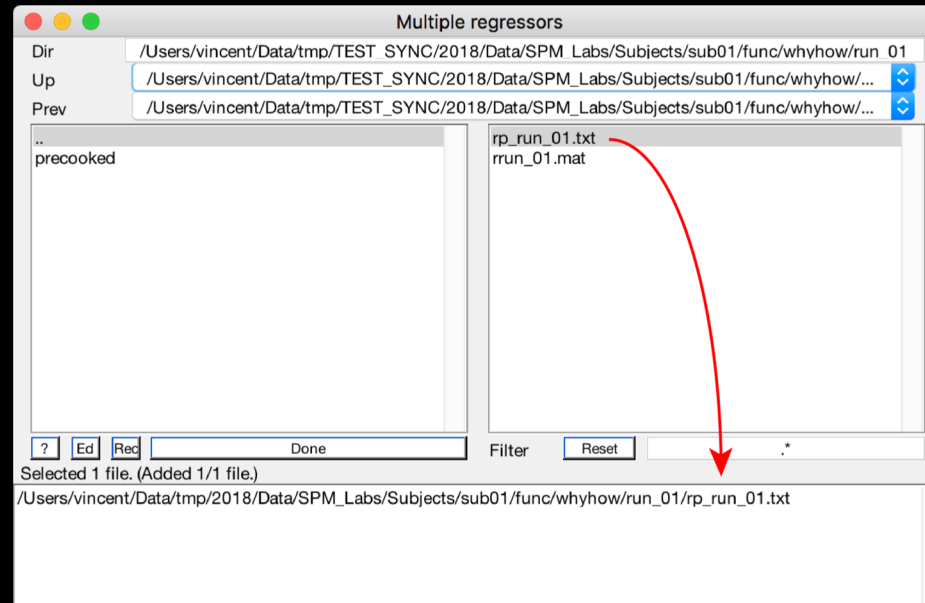 Multiple regressors
Dir /Users/vincent/Data/tmp/TEST_SYNC/2018/Data/SPM_Labs/Subjects/sub01/func/whyhow/run_01
Up /Users/vincent/Data/tmp/TEST_SYNC/2018/Data/SPM_Labs/Subjects/sub01/func/whyhow/...
Prev /Users/vincent/Data/tmp/TEST_SYNC/2018/Data/SPM_Labs/Subjects/sub01/func/whyhow/...
.. rp_run_01.txt
precooked rrun_01.mat
? Ed Rec Done Filter Reset .*
Selected 1 file. (Added 1/1 file.)
/Users/vincent/Data/tmp/2018/Data/SPM_Labs/Subjects/sub01/func/whyhow/run_01/rp_run_01.txt